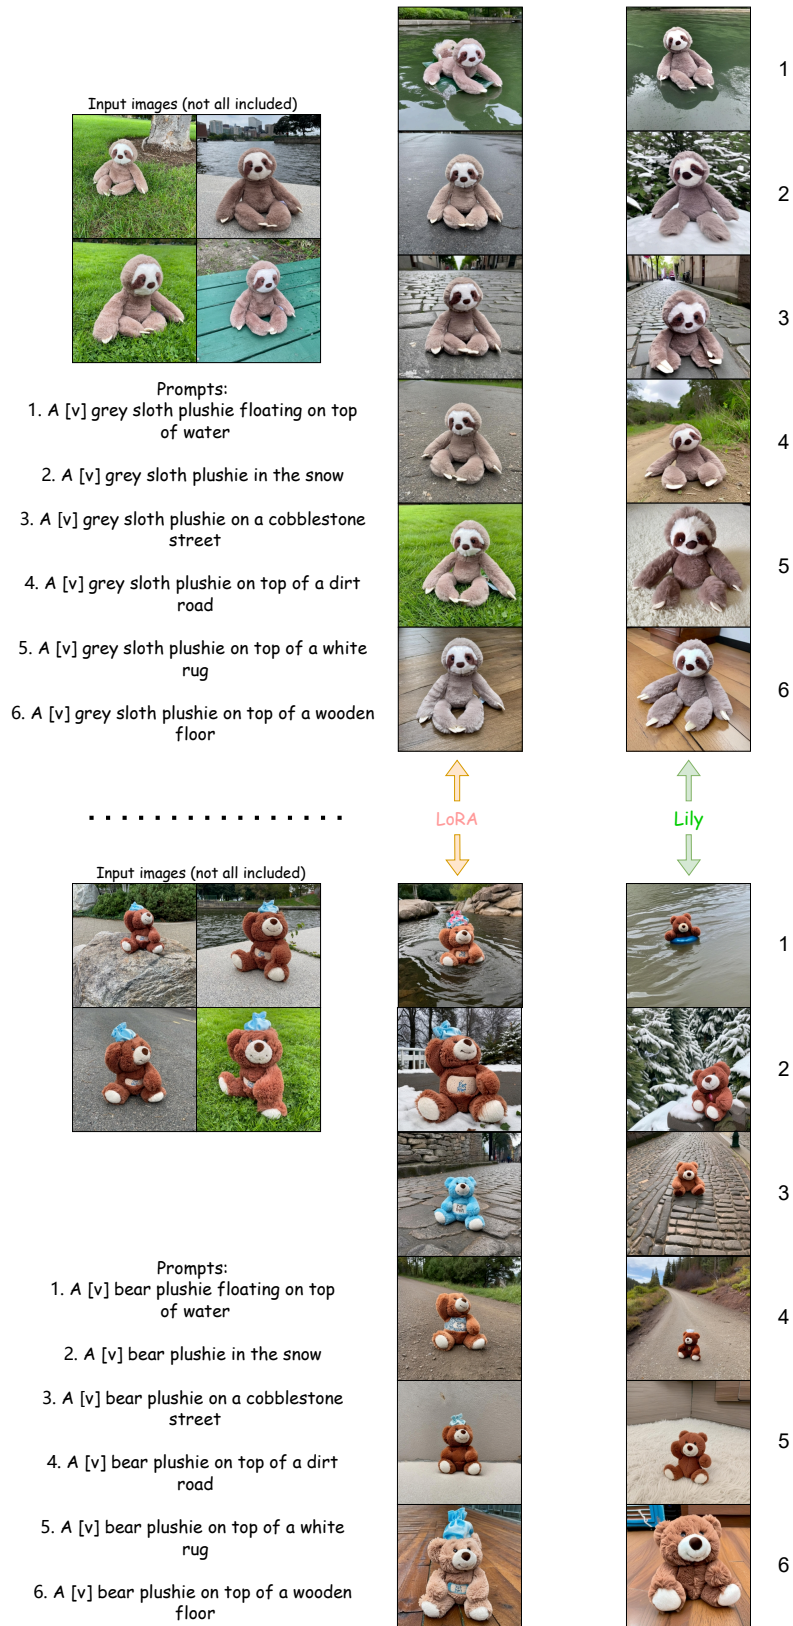 Input images (not all included)
Prompts:
1. A [v] grey sloth plushie floating on top
of water
2. A [v] grey sloth plushie in the snow
3. A [v] grey sloth plushie on a cobblestone
street
4. A [v] grey sloth plushie on top of a dirt
road
5. A [v] grey sloth plushie on top of a white
rug
6. A [v] grey sloth plushie on top of a wooden
floor
1
2
3
4
5
6
. . . . . . . . . . . . . . . .
LoRA
Lily
Input images (not all included)
Prompts:
1. A [v] bear plushie floating on top
of water
2. A [v] bear plushie in the snow
3. A [v] bear plushie on a cobblestone
street
4. A [v] bear plushie on top of a dirt
road
5. A [v] bear plushie on top of a white
rug
6. A [v] bear plushie on top of a wooden
floor
1
2
3
4
5
6